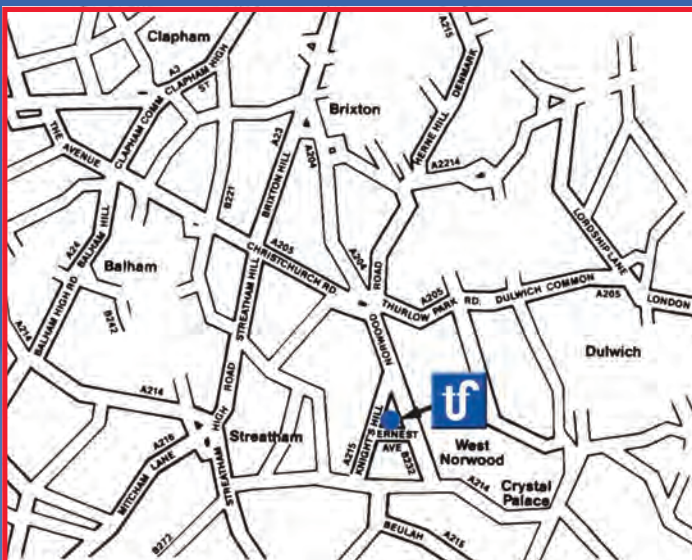 Clapham
A3
CLAPHAM HIGH
ST
A215
DENMARK
HERNE HILL
Brixton
THE AVENUE
CLAPHAM COMM
A23
A204
B221
BRIXTON HILL
A2214
LORDSHIP LANE
A24
BALHAM HILL
Balham
BALHAM HIGH RD
B242
A214
A205
CHRISTCHURCH RD.
A204
ROAD
NORWOOD
A205
THURLOW PARK RD.
DULWICH COMMON
A205
LONDON
Dulwich
STREATHAM HILL
A214
ROAD
HIGH
STREATHAM
Streatham
A216
MITCHAM LANE
B272
tf
KNIGHT'S HILL
A215
ERNEST
AVE
B232
West
Norwood
A214
Crystal
Palace
BEULAH
A215